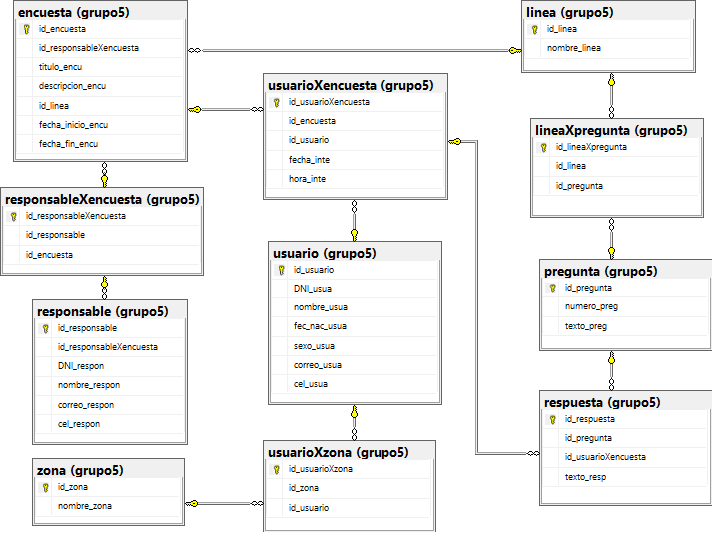 encuesta (grupo5)
id_encuesta
id_responsableXencuesta
titulo_encu
descripcion_encu
id_linea
fecha_inicio_encu
fecha_fin_encu
linea (grupo5)
id_linea
nombre_linea
usuarioXencuesta (grupo5)
id_usuarioXencuesta
id_encuesta
id_usuario
fecha_inte
hora_inte
lineaXpregunta (grupo5)
id_lineaXpregunta
id_linea
id_pregunta
responsableXencuesta (grupo5)
id_responsableXencuesta
id_responsable
id_encuesta
usuario (grupo5)
id_usuario
DNI_usua
nombre_usua
fec_nac_usua
sexo_usua
correo_usua
cel_usua
pregunta (grupo5)
id_pregunta
numero_preg
texto_preg
responsable (grupo5)
id_responsable
id_responsableXencuesta
DNI_respon
nombre_respon
correo_respon
cel_respon
respuesta (grupo5)
id_respuesta
id_pregunta
id_usuarioXencuesta
texto_resp
usuarioXzona (grupo5)
id_usuarioXzona
id_zona
id_usuario
zona (grupo5)
id_zona
nombre_zona